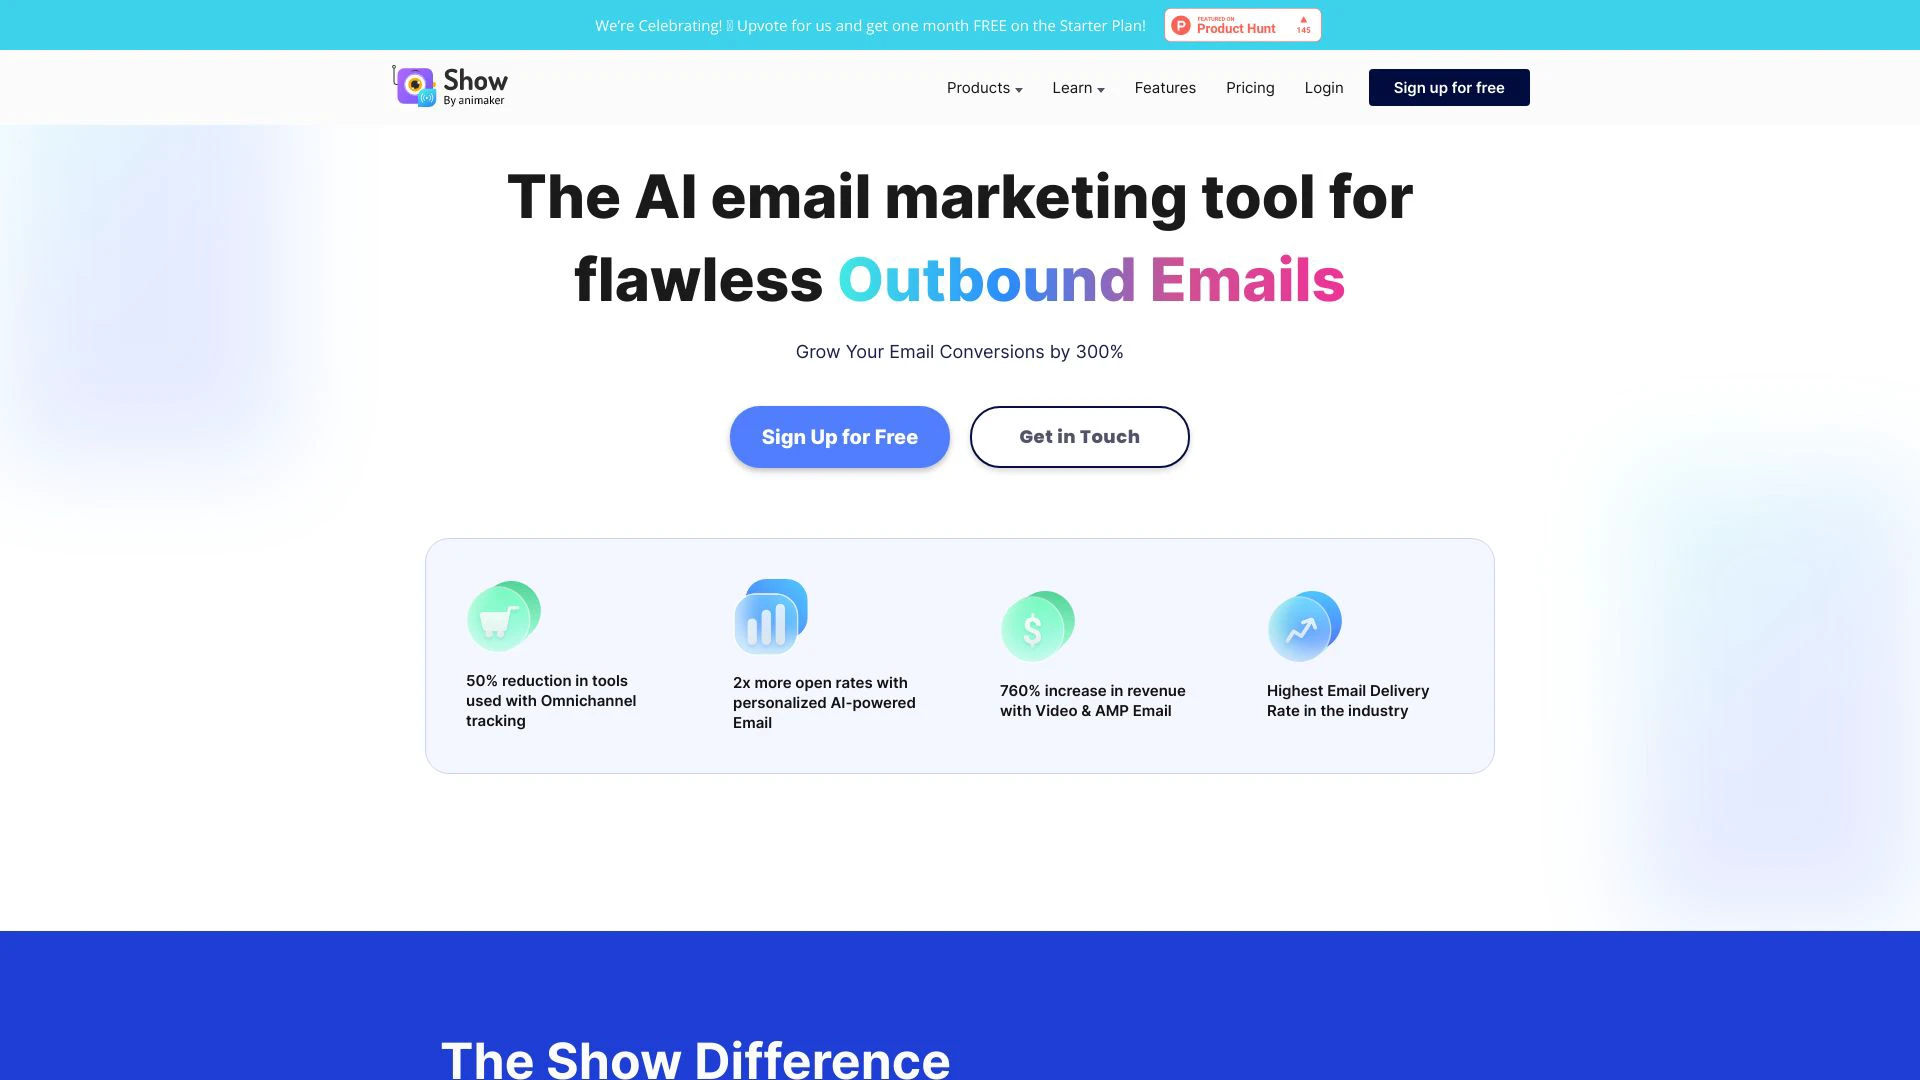 We're Celebrating! Upvote for us and get one month FREE on the Starter Plan!
FEATURED ON
Product Hunt
145
Show
By animaker
Products
Learn
Features
Pricing
Login
Sign up for free
The AI email marketing tool for
flawless Outbound Emails
Grow Your Email Conversions by 300%
Sign Up for Free
Get in Touch
50% reduction in tools
used with Omnichannel
tracking
2x more open rates with
personalized AI-powered
Email
760% increase in revenue
with Video & AMP Email
Highest Email Delivery
Rate in the industry
The Show Difference